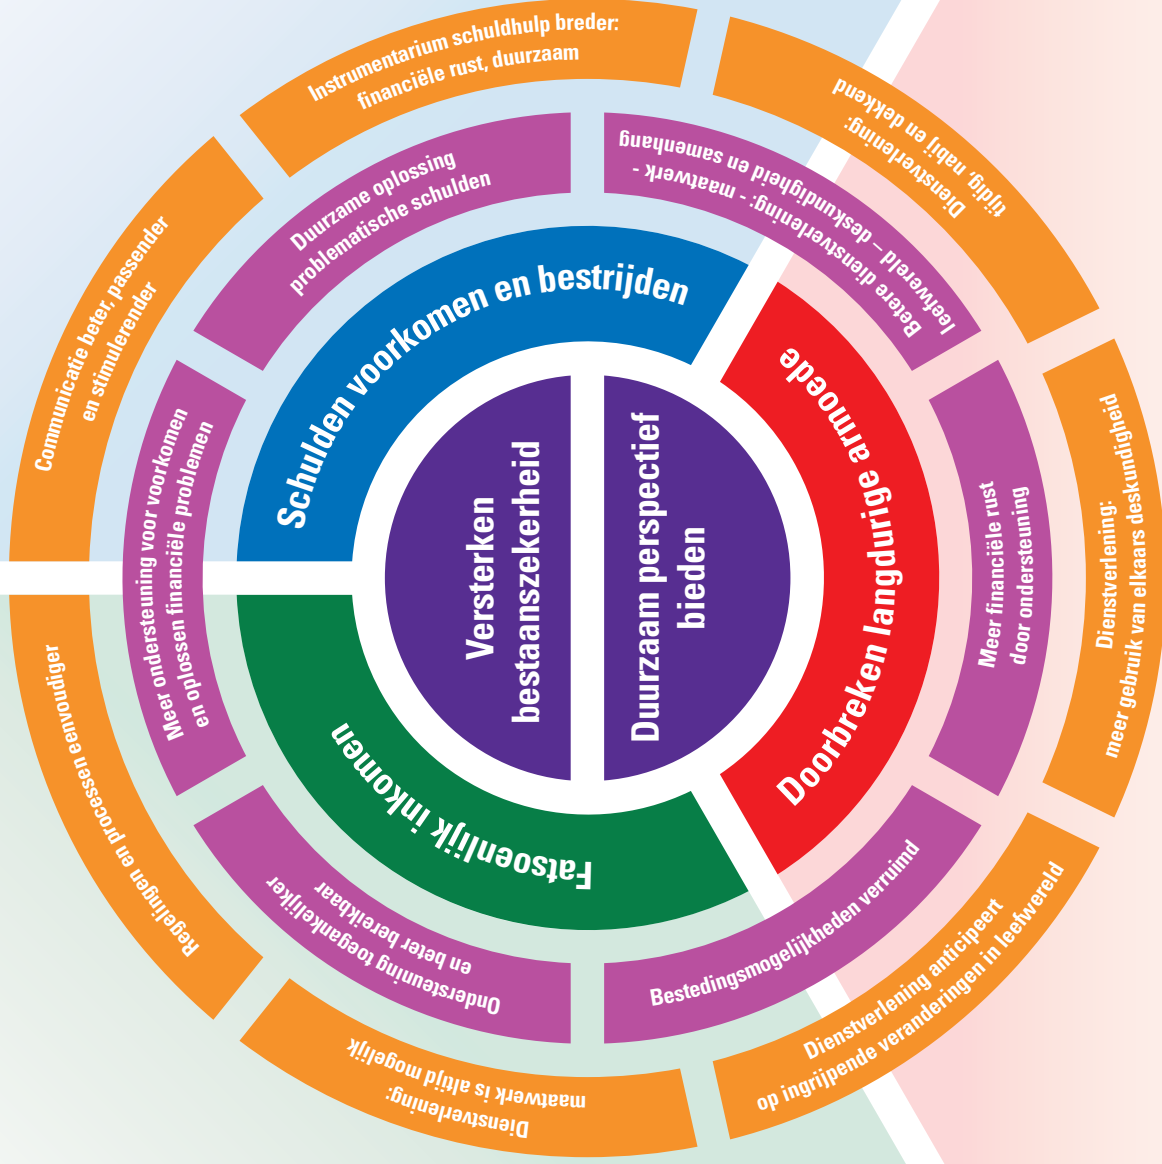 Versterken
bestaanszekerheid
Duurzaam perspectief
bieden
Schulden voorkomen en bestrijden
Doorbreken langdurige armoede
Fatsoenlijk inkomen
Duurzame oplossing
problematische schulden
Betere dienstverlening: - maatwerk -
leefwereld – deskundigheid en samenhang
Meer financiële rust
door ondersteuning
Bestedingsmogelijkheden verruimd
Ondersteuning toegankelijker
en beter bereikbaar
Meer ondersteuning voor voorkomen
en oplossen financiële problemen
Instrumentarium schuldhulp breder:
financiële rust, duurzaam
Dienstverlening:
tijdig, nabij en dekkend
Dienstverlening:
meer gebruik van elkaars deskundigheid
Dienstverlening anticipeert
op ingrijpende veranderingen in leefwereld
Dienstverlening:
maatwerk is altijd mogelijk
Regelingen en processen eenvoudiger
Communicatie beter, passender
en stimulerender